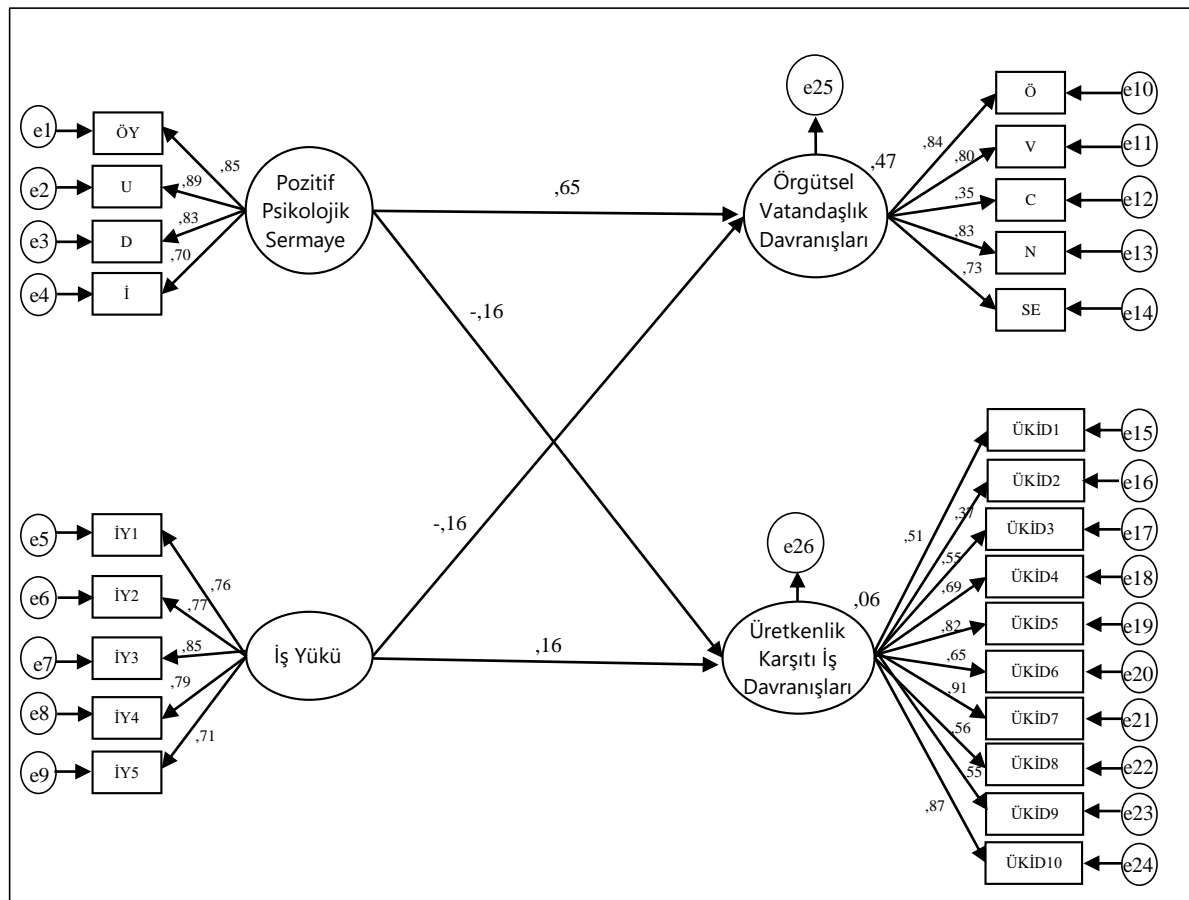 e1
ÖY
,85
e2
U
,89
e3
D
,83
e4
İ
,70
Pozitif
Psikolojik
Sermaye
e5
İY1
,76
e6
İY2
,77
e7
İY3
,85
e8
İY4
,79
e9
İY5
,71
İş Yükü
,65
-,16
-,16
,16
e25
,47
Örgütsel
Vatandaşlık
Davranışları
,84
Ö
e10
,80
V
e11
,35
C
e12
,83
N
e13
,73
SE
e14
e26
,06
Üretkenlik
Karşıtı İş
Davranışları
,51
ÜKİD1
e15
,37
ÜKİD2
e16
,55
ÜKİD3
e17
,69
ÜKİD4
e18
,82
ÜKİD5
e19
,65
ÜKİD6
e20
,91
ÜKİD7
e21
,56
ÜKİD8
e22
,55
ÜKİD9
e23
,87
ÜKİD10
e24